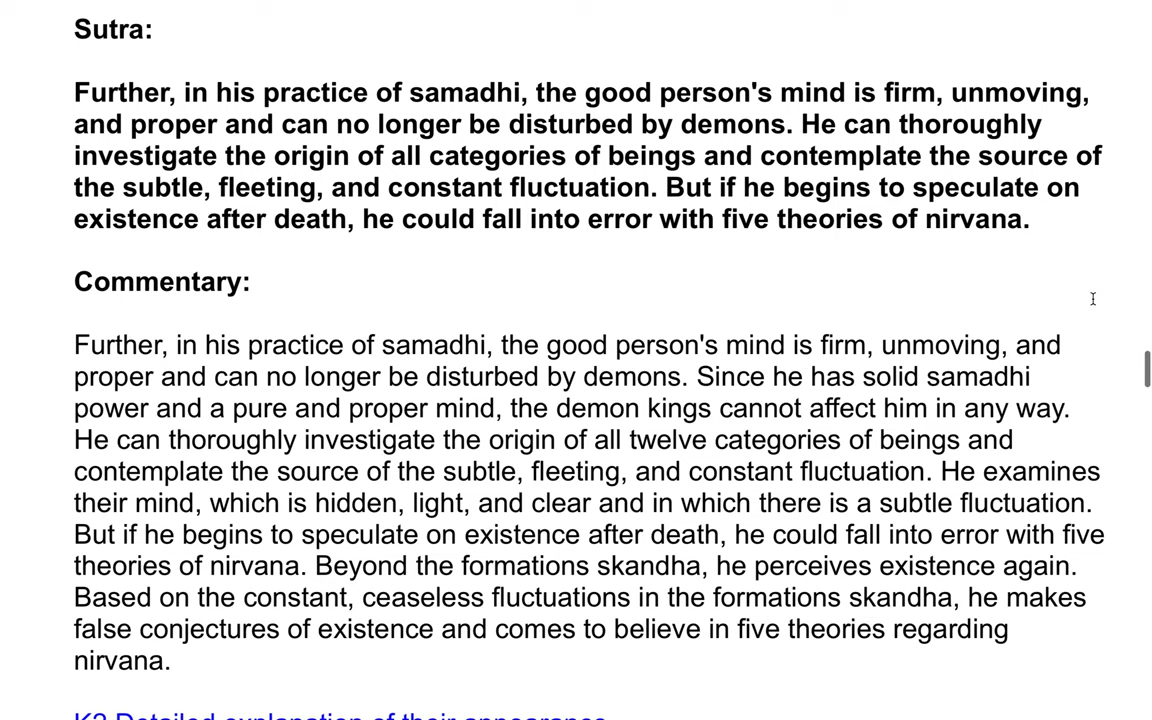 Sutra:
Further, in his practice of samadhi, the good person's mind is firm, unmoving,
and proper and can no longer be disturbed by demons. He can thoroughly
investigate the origin of all categories of beings and contemplate the source of
the subtle, fleeting, and constant fluctuation. But if he begins to speculate on
existence after death, he could fall into error with five theories of nirvana.
Commentary:
Further, in his practice of samadhi, the good person's mind is firm, unmoving, and
proper and can no longer be disturbed by demons. Since he has solid samadhi
power and a pure and proper mind, the demon kings cannot affect him in any way.
He can thoroughly investigate the origin of all twelve categories of beings and
contemplate the source of the subtle, fleeting, and constant fluctuation. He examines
their mind, which is hidden, light, and clear and in which there is a subtle fluctuation.
But if he begins to speculate on existence after death, he could fall into error with five
theories of nirvana. Beyond the formations skandha, he perceives existence again.
Based on the constant, ceaseless fluctuations in the formations skandha, he makes
false conjectures of existence and comes to believe in five theories regarding
nirvana.
K2 Detailed explanation of their appearance